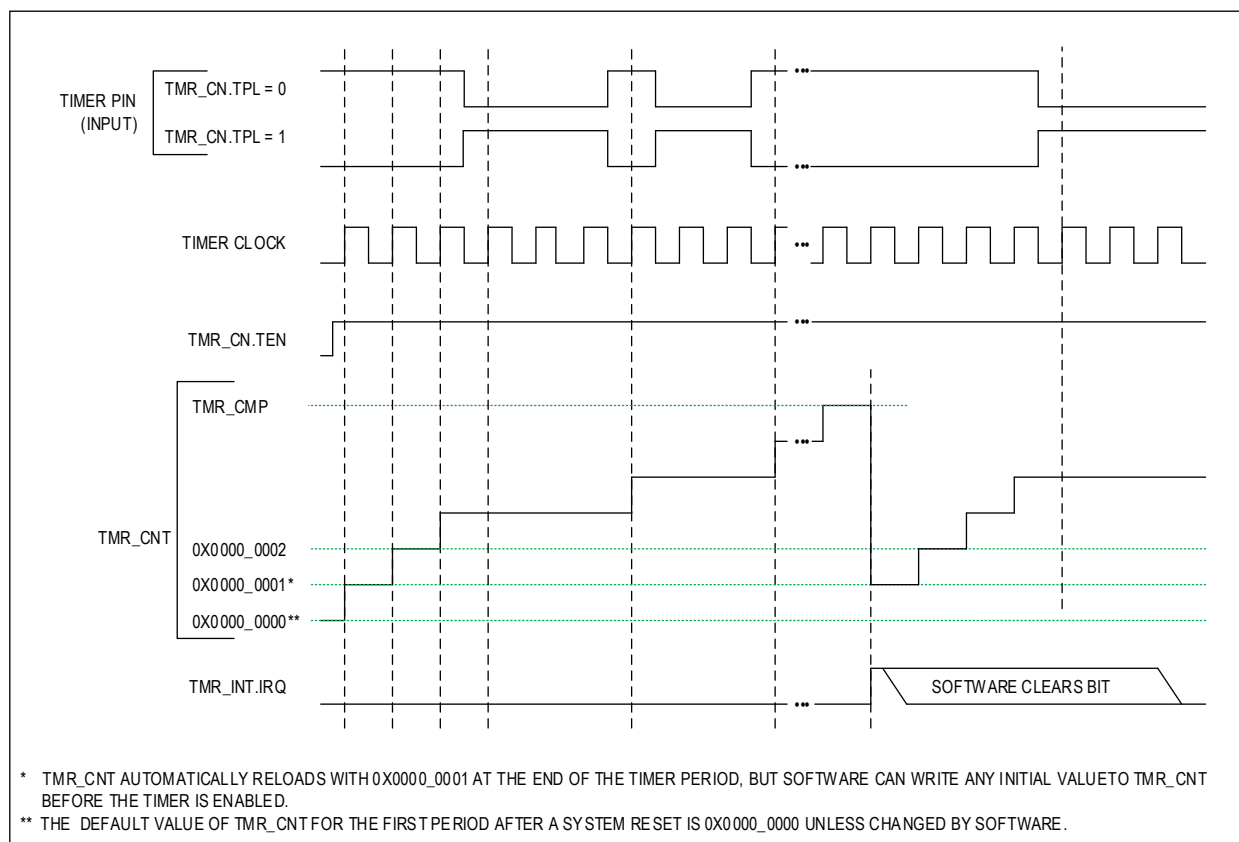 TIMER PIN
(INPUT)
TMR_CN.TPL = 0
TMR_CN.TPL = 1
TIMER CLOCK
TMR_CN.TEN
TMR_CMP
TMR_CNT
0X0000_0002
0X0000_0001*
0X0000_0000**
TMR_INT.IRQ
SOFTWARE CLEARS BIT
* TMR_CNT AUTOMATICALLY RELOADS WITH 0X0000_0001 AT THE END OF THE TIMER PERIOD, BUT SOFTWARE CAN WRITE ANY INITIAL VALUETO TMR_CNT
BEFORE THE TIMER IS ENABLED.
** THE DEFAULT VALUE OF TMR_CNT FOR THE FIRST PERIOD AFTER A SYSTEM RESET IS 0X0000_0000 UNLESS CHANGED BY SOFTWARE.